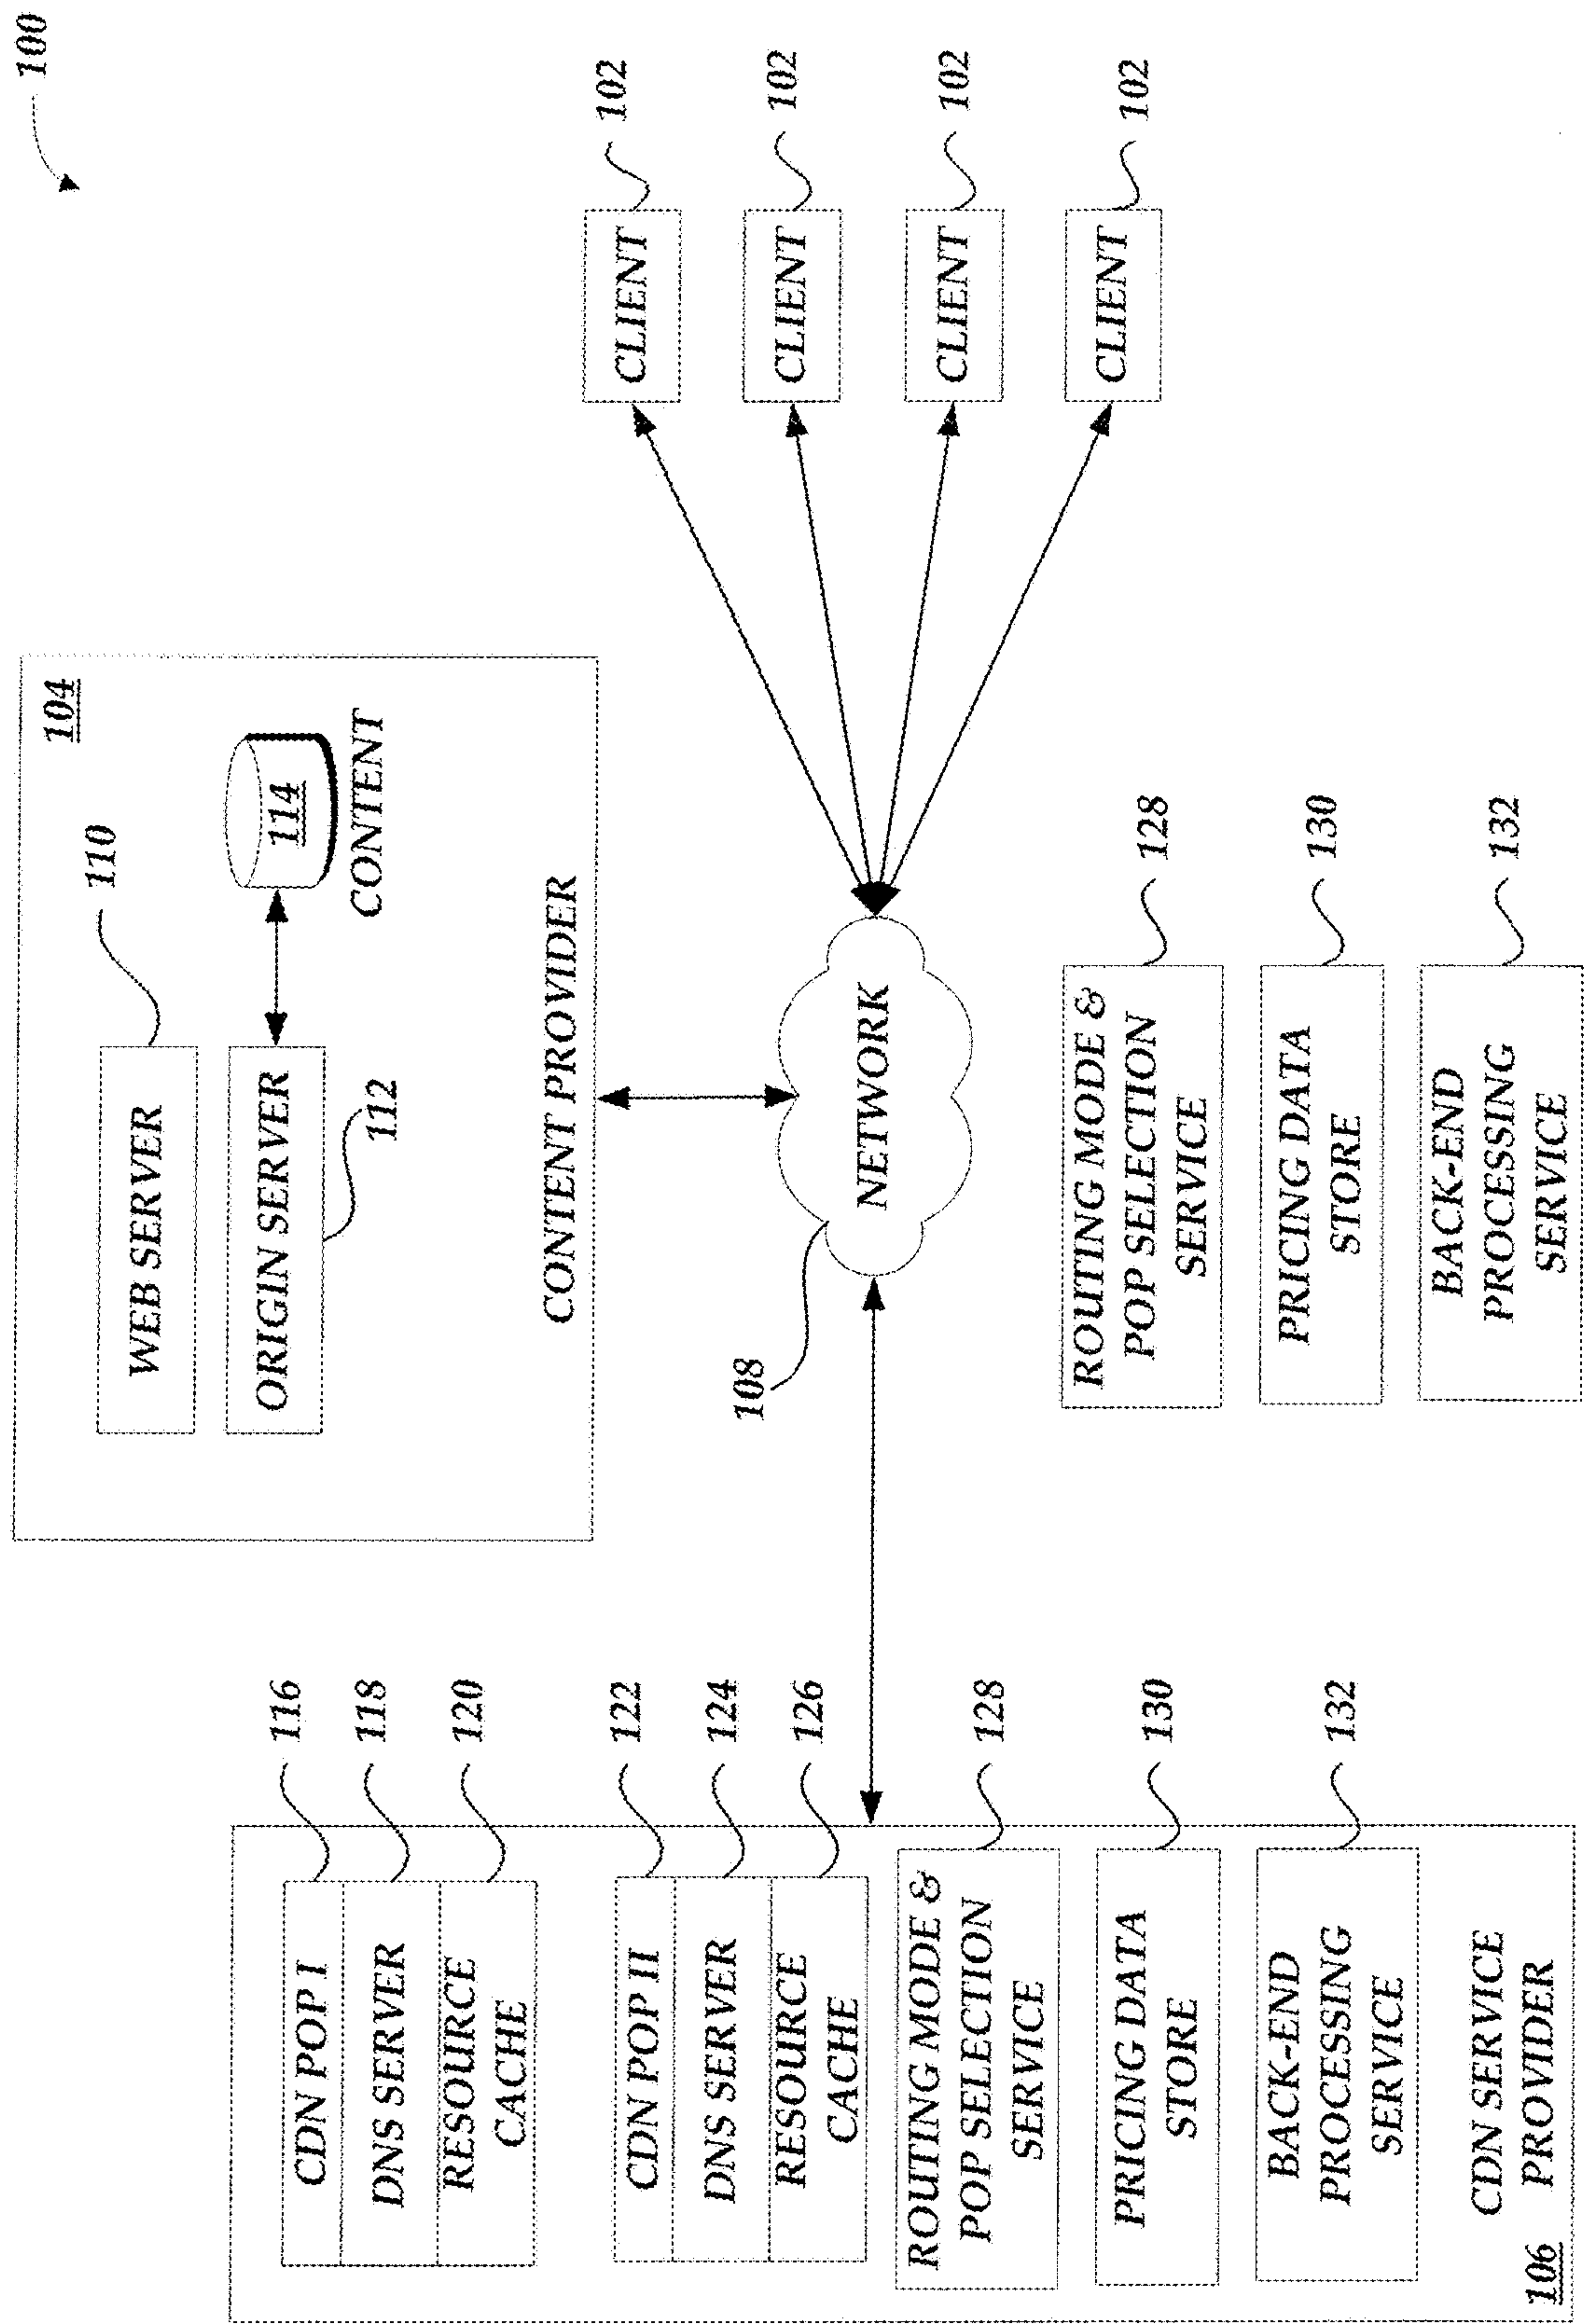 100
104
110
WEB SERVER
ORIGIN SERVER
112
114
CONTENT
CONTENT PROVIDER
116
CDN POP I
118
DNS SERVER
120
RESOURCE
CACHE
122
CDN POP II
124
DNS SERVER
126
RESOURCE
CACHE
128
ROUTING MODE &
POP SELECTION
SERVICE
130
PRICING DATA
STORE
132
BACK-END
PROCESSING
SERVICE
CDN SERVICE
PROVIDER
106
108
NETWORK
CLIENT
102
CLIENT
102
CLIENT
102
CLIENT
102
ROUTING MODE &
POP SELECTION
SERVICE
128
PRICING DATA
STORE
130
BACK-END
PROCESSING
SERVICE
132